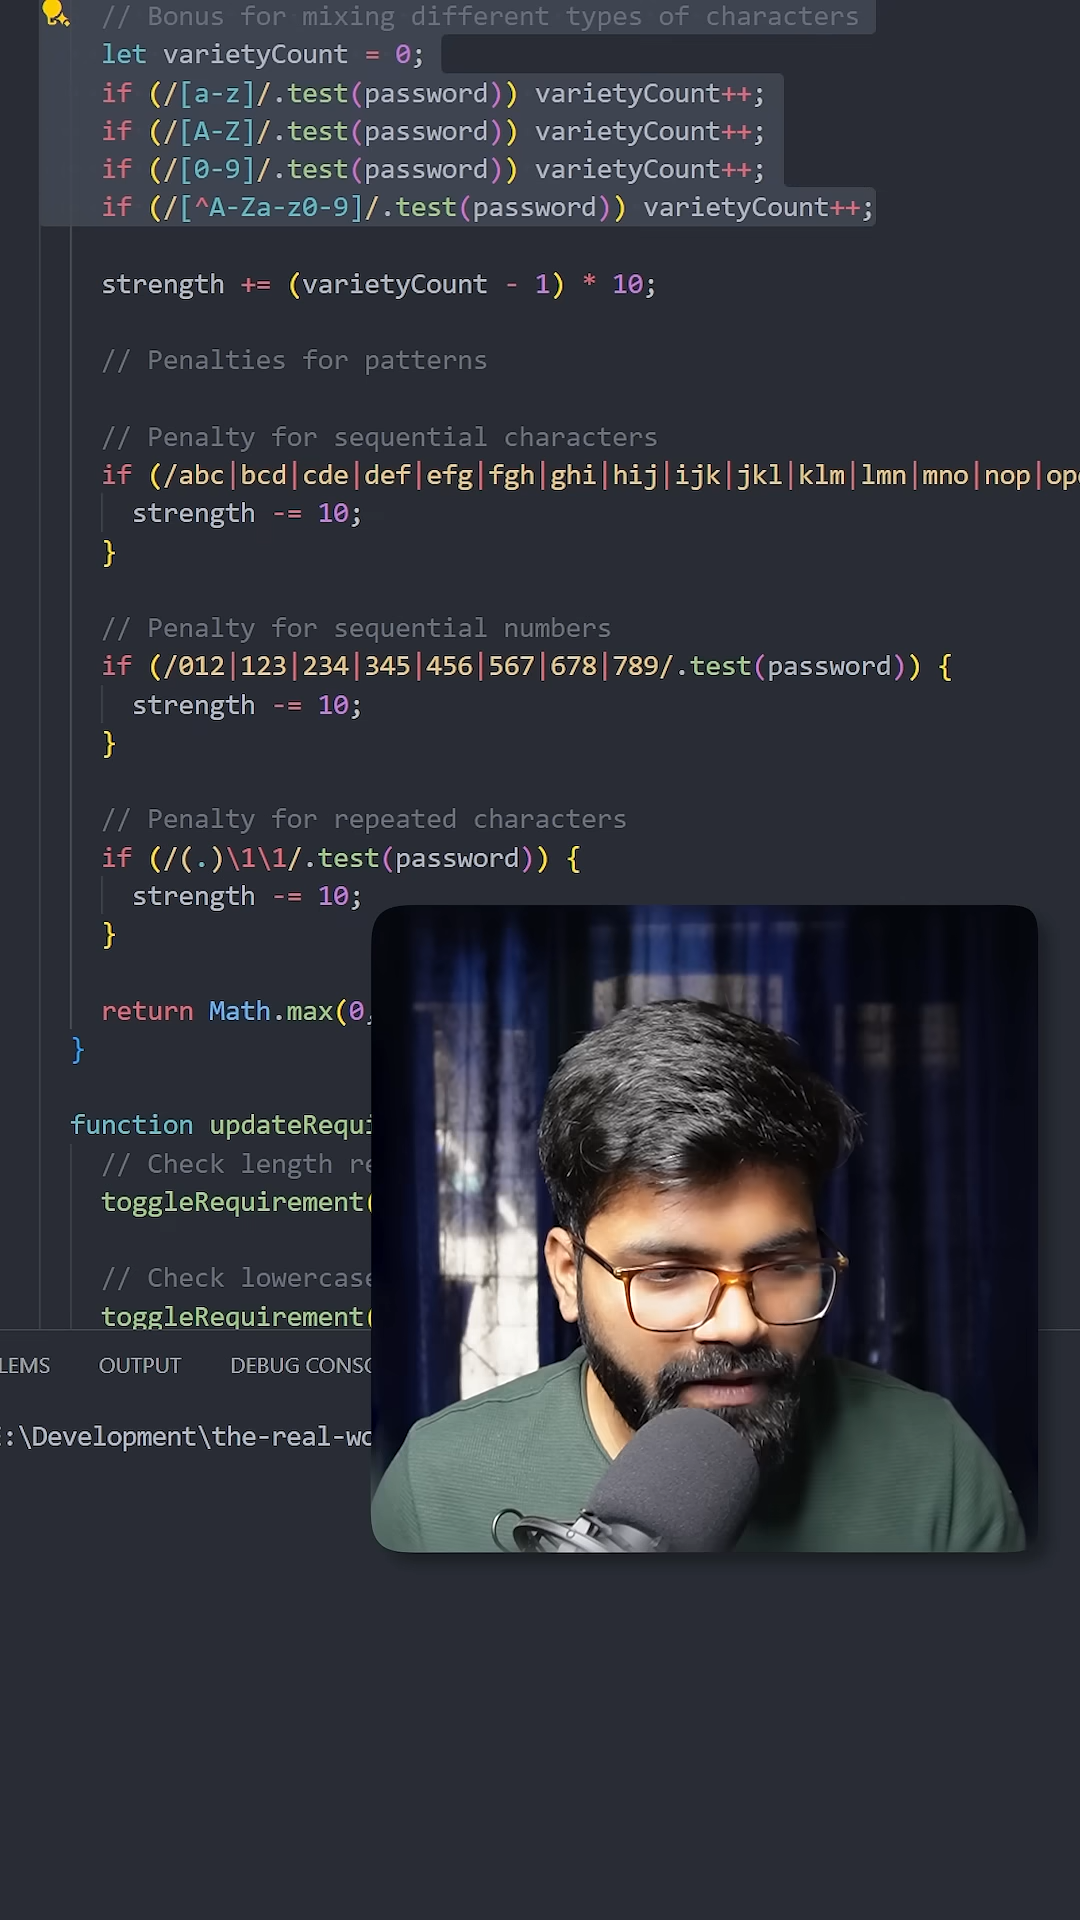 // Bonus for mixing different types of characters
let varietyCount = 0;
if (/[a-z]/.test(password)) varietyCount++;
if (/[A-Z]/.test(password)) varietyCount++;
if (/[0-9]/.test(password)) varietyCount++;
if (/[^A-Za-z0-9]/.test(password)) varietyCount++;
strength += (varietyCount - 1) * 10;
// Penalties for patterns
// Penalty for sequential characters
if (/abc|bcd|cde|def|efg|fgh|ghi|hij|ijk|jkl|klm|lmn|mno|nop|op
strength -= 10;
}
// Penalty for sequential numbers
if (/012|123|234|345|456|567|678|789/.test(password)) {
strength -= 10;
}
// Penalty for repeated characters
if (/(.)\1\1/.test(password)) {
strength -= 10;
}
return Math.max(0,
}
function updateRequi
// Check length re
toggleRequirement(
// Check lowercase
toggleRequirement(
LEMS OUTPUT DEBUG CONSO
E:\Development\the-real-wo